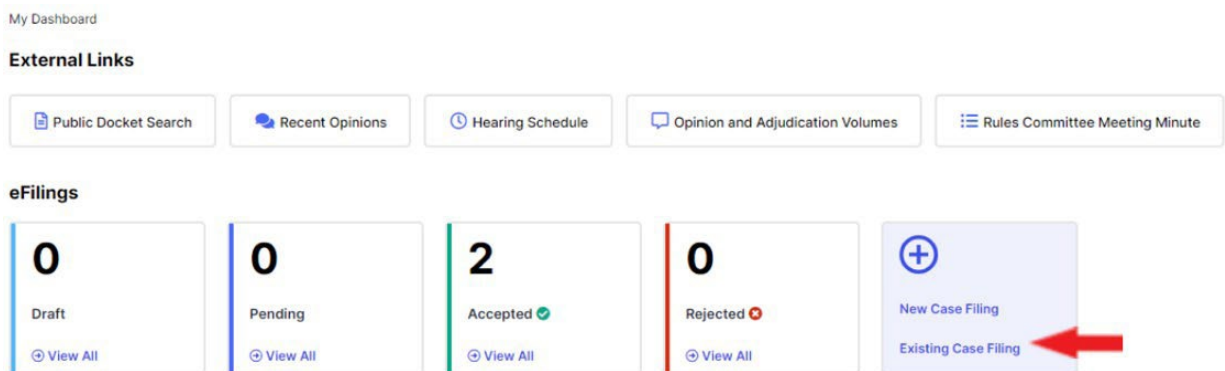 My Dashboard
External Links
Public Docket Search
Recent Opinions
Hearing Schedule
Opinion and Adjudication Volumes
Rules Committee Meeting Minute
eFilings
0
Draft
View All
0
Pending
View All
2
Accepted
View All
0
Rejected
View All
New Case Filing
Existing Case Filing